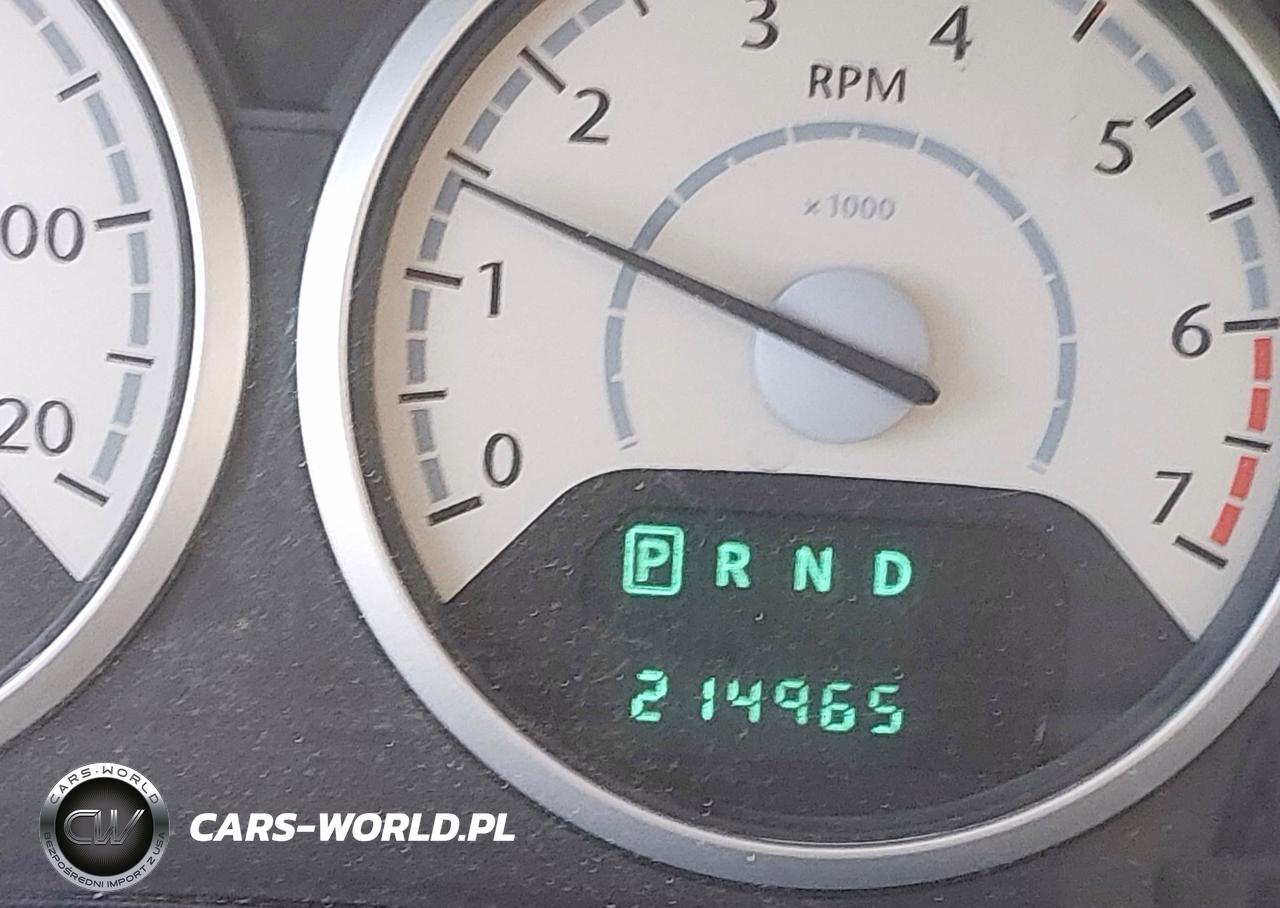 3 4
RPM
2 5
×1000
00
1 6
20 0 7
P R N D
214965
CARS-WORLD
CW
BEZPOŚREDNI IMPORT Z USA
CARS-WORLD.PL